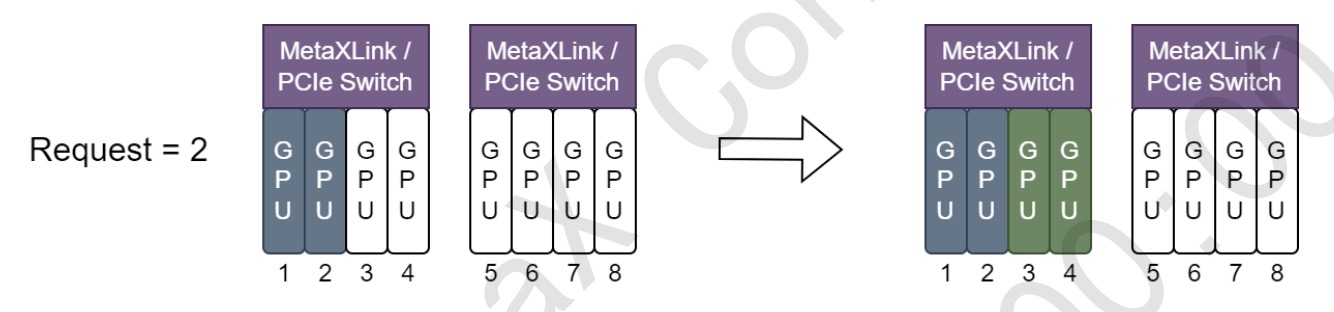 MetaXLink /
PCIe Switch
MetaXLink /
PCIe Switch
MetaXLink /
PCIe Switch
MetaXLink /
PCIe Switch
Request = 2
GPU GPU GPU GPU
GPU GPU GPU GPU
GPU GPU GPU GPU
GPU GPU GPU GPU
1 2 3 4
5 6 7 8
1 2 3 4
5 6 7 8